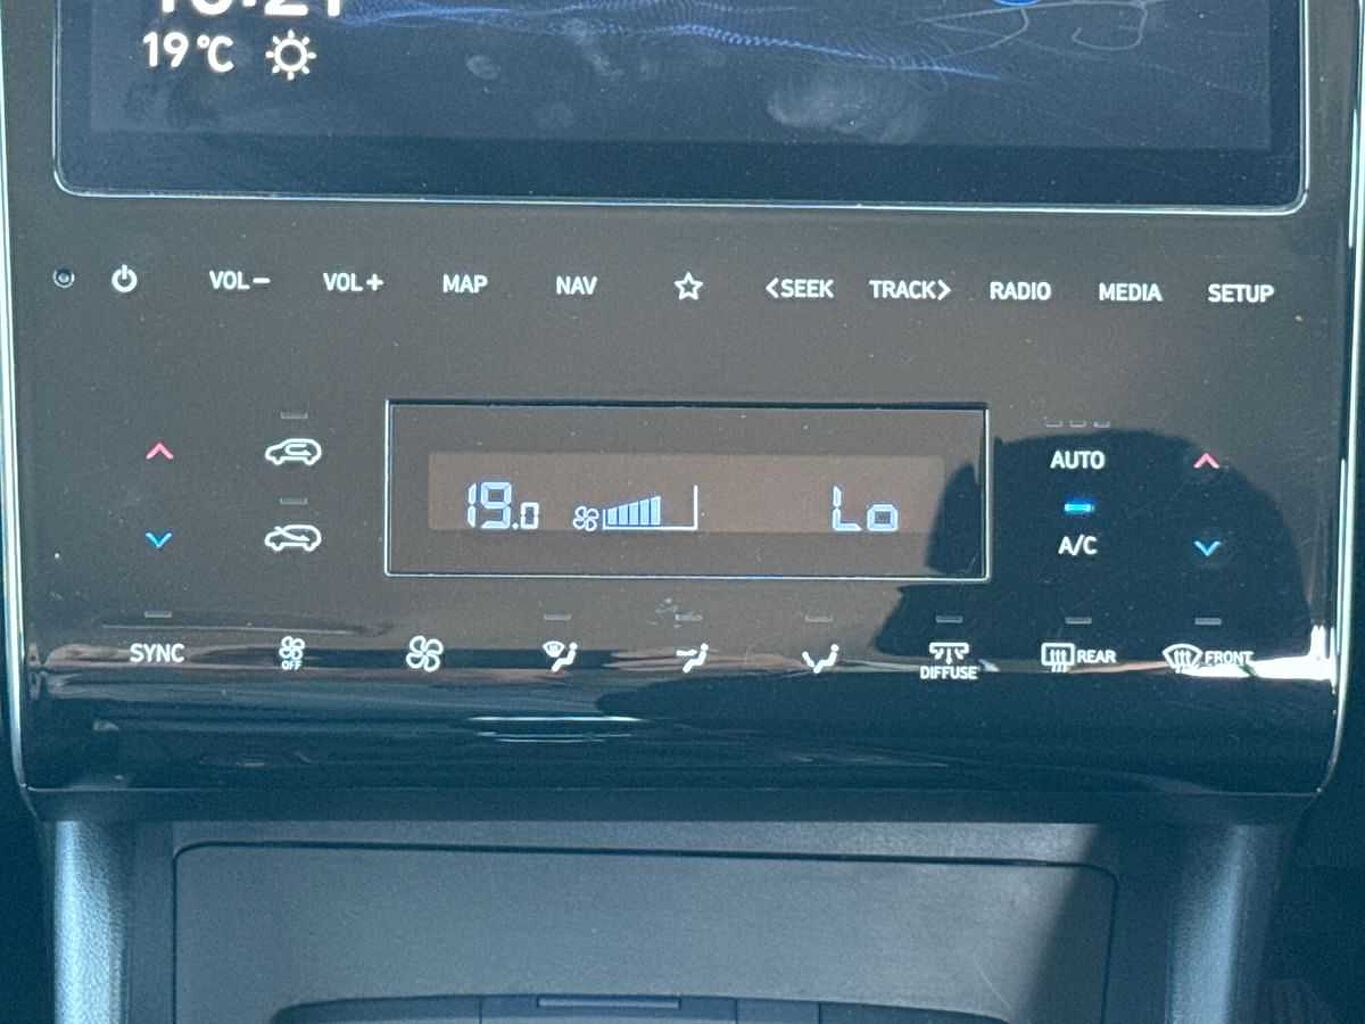 19°C
VOL− VOL+ MAP NAV <SEEK TRACK> RADIO MEDIA SETUP
AUTO
19.0 Lo
A/C
SYNC OFF DIFFUSE REAR FRONT